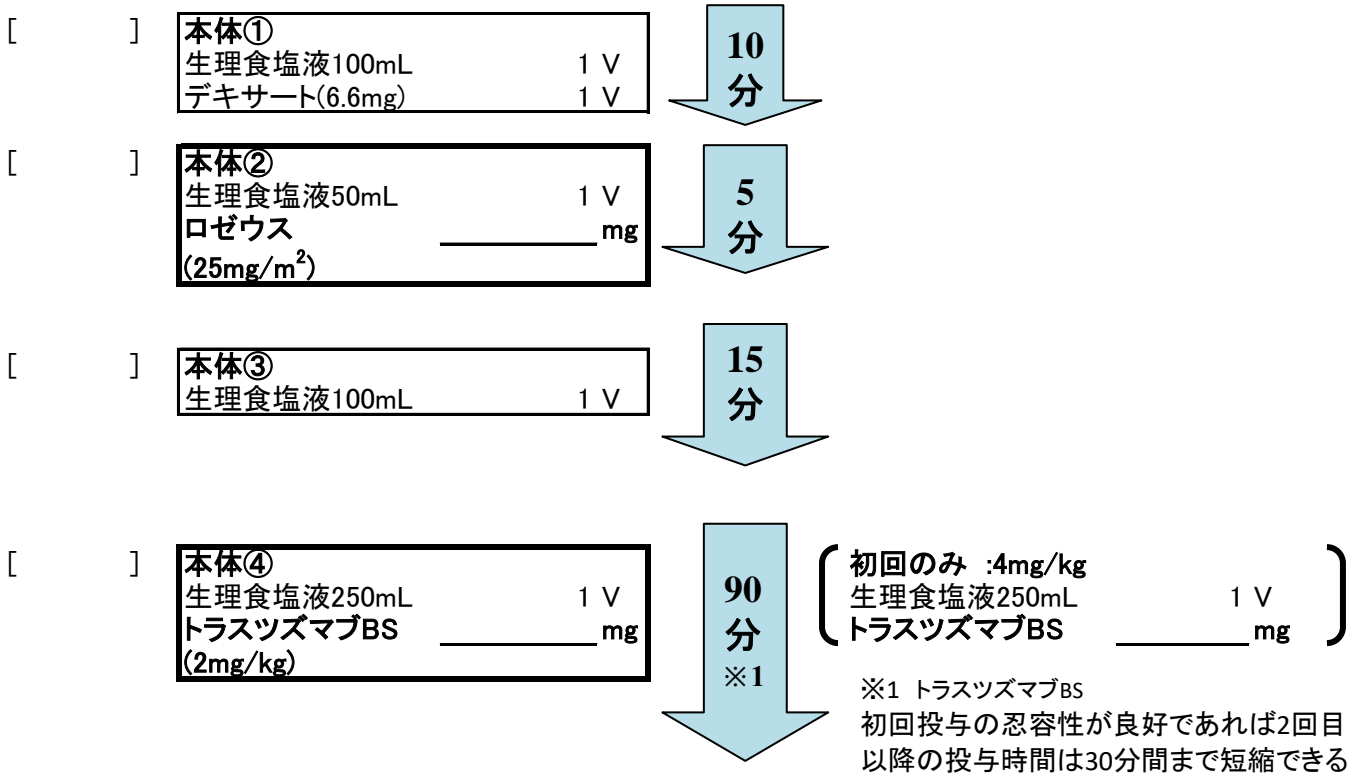 [ ] 本体①
生理食塩液100mL 1 V
デキサート(6.6mg) 1 V
10
分
[ ] 本体②
生理食塩液50mL 1 V
ロゼウス ________ mg
(25mg/m²)
5
分
[ ] 本体③
生理食塩液100mL 1 V
15
分
[ ] 本体④
生理食塩液250mL 1 V
トラスツズマブBS ________ mg
(2mg/kg)
90
分
※1
初回のみ :4mg/kg
生理食塩液250mL 1 V
トラスツズマブBS ________ mg
※1 トラスツズマブBS
初回投与の忍容性が良好であれば2回目
以降の投与時間は30分間まで短縮できる